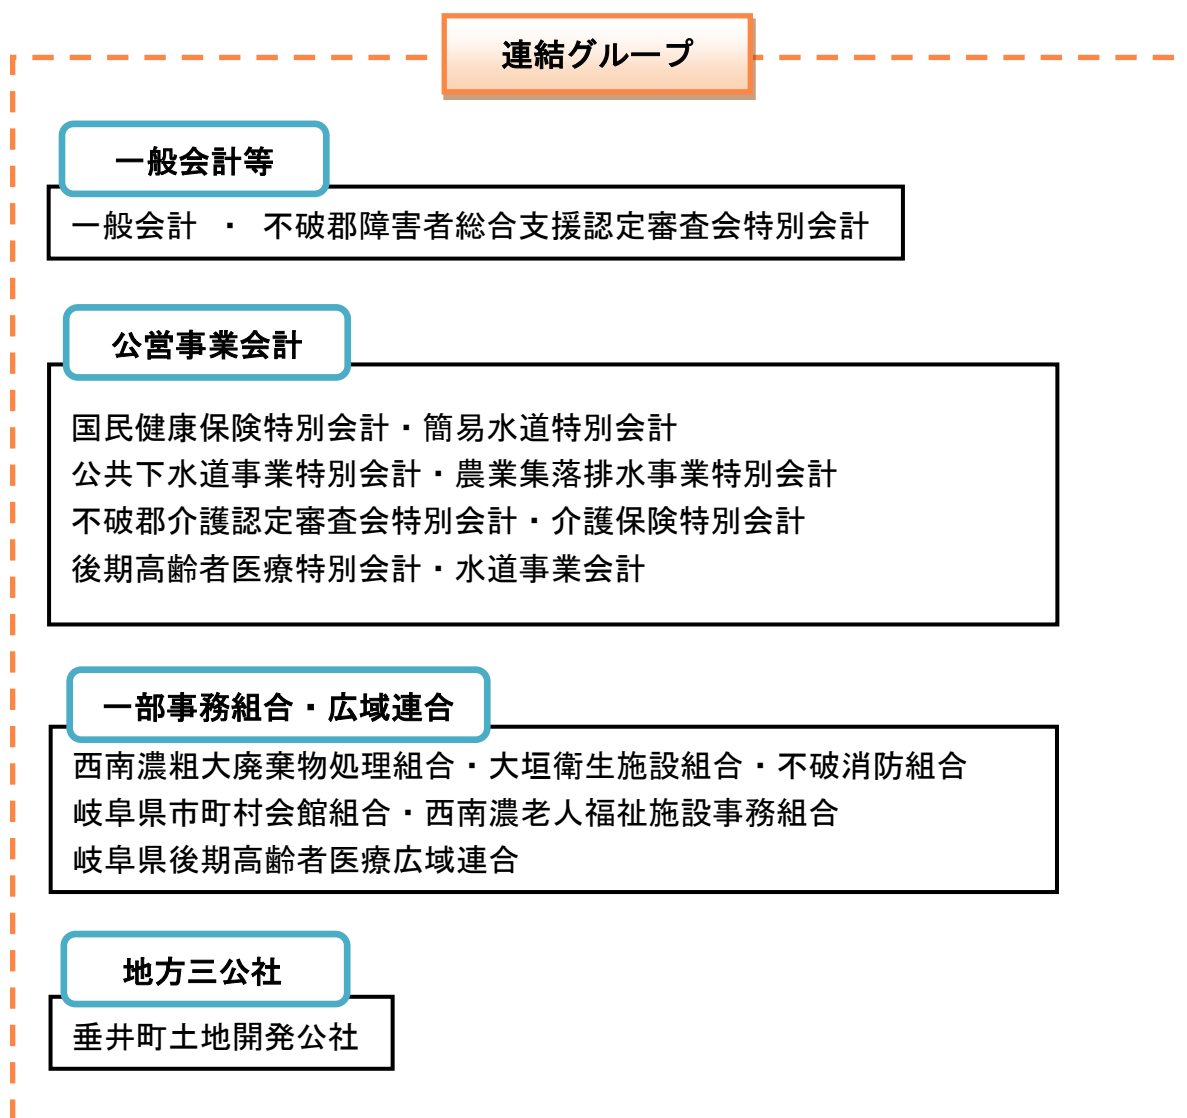 連結グループ
一般会計等
一般会計　・　不破郡障害者総合支援認定審査会特別会計
公営事業会計
国民健康保険特別会計・簡易水道特別会計
公共下水道事業特別会計・農業集落排水事業特別会計
不破郡介護認定審査会特別会計・介護保険特別会計
後期高齢者医療特別会計・水道事業会計
一部事務組合・広域連合
西南濃粗大廃棄物処理組合・大垣衛生施設組合・不破消防組合
岐阜県市町村会館組合・西南濃老人福祉施設事務組合
岐阜県後期高齢者医療広域連合
地方三公社
垂井町土地開発公社